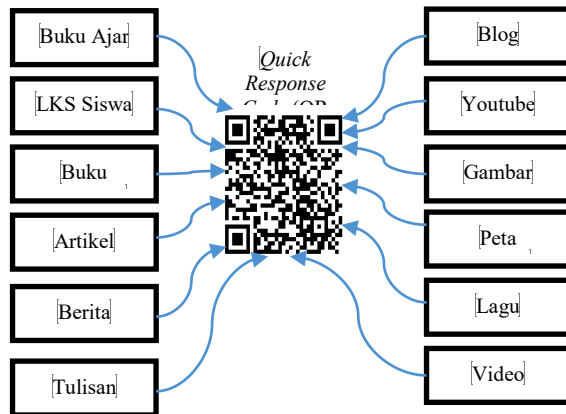 Buku Ajar
LKS Siswa
Buku
Artikel
Berita
Tulisan
Quick
Response
Blog
Youtube
Gambar
Peta
Lagu
Video